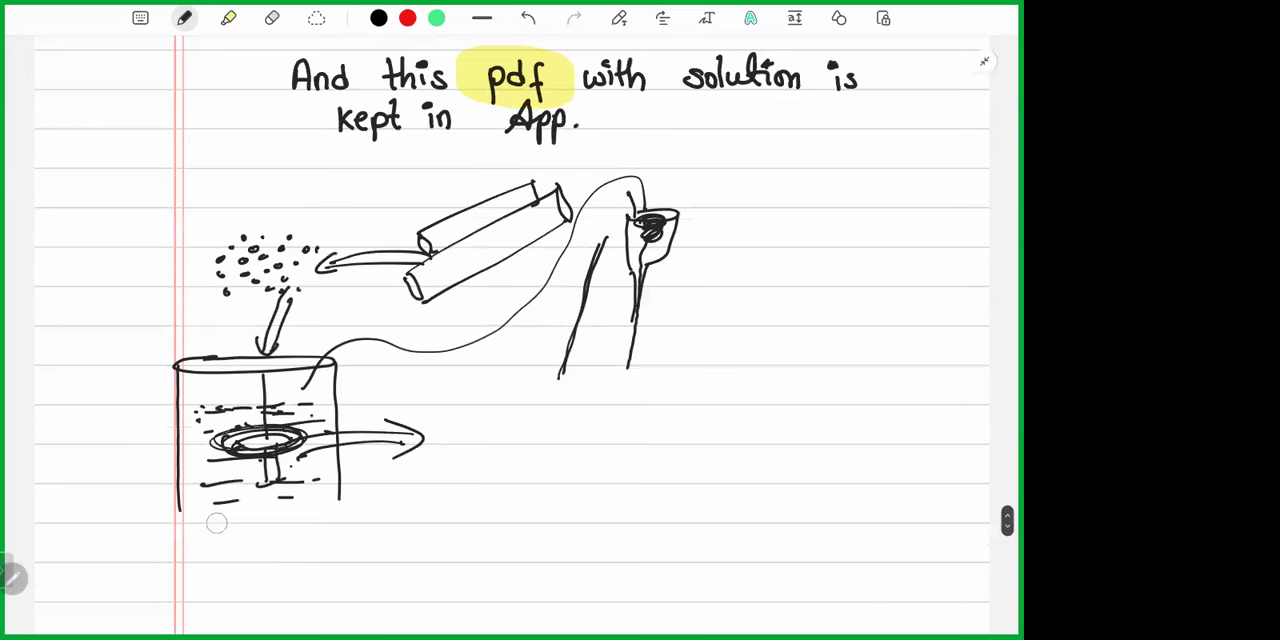 And this pdf with solution is
kept in App.